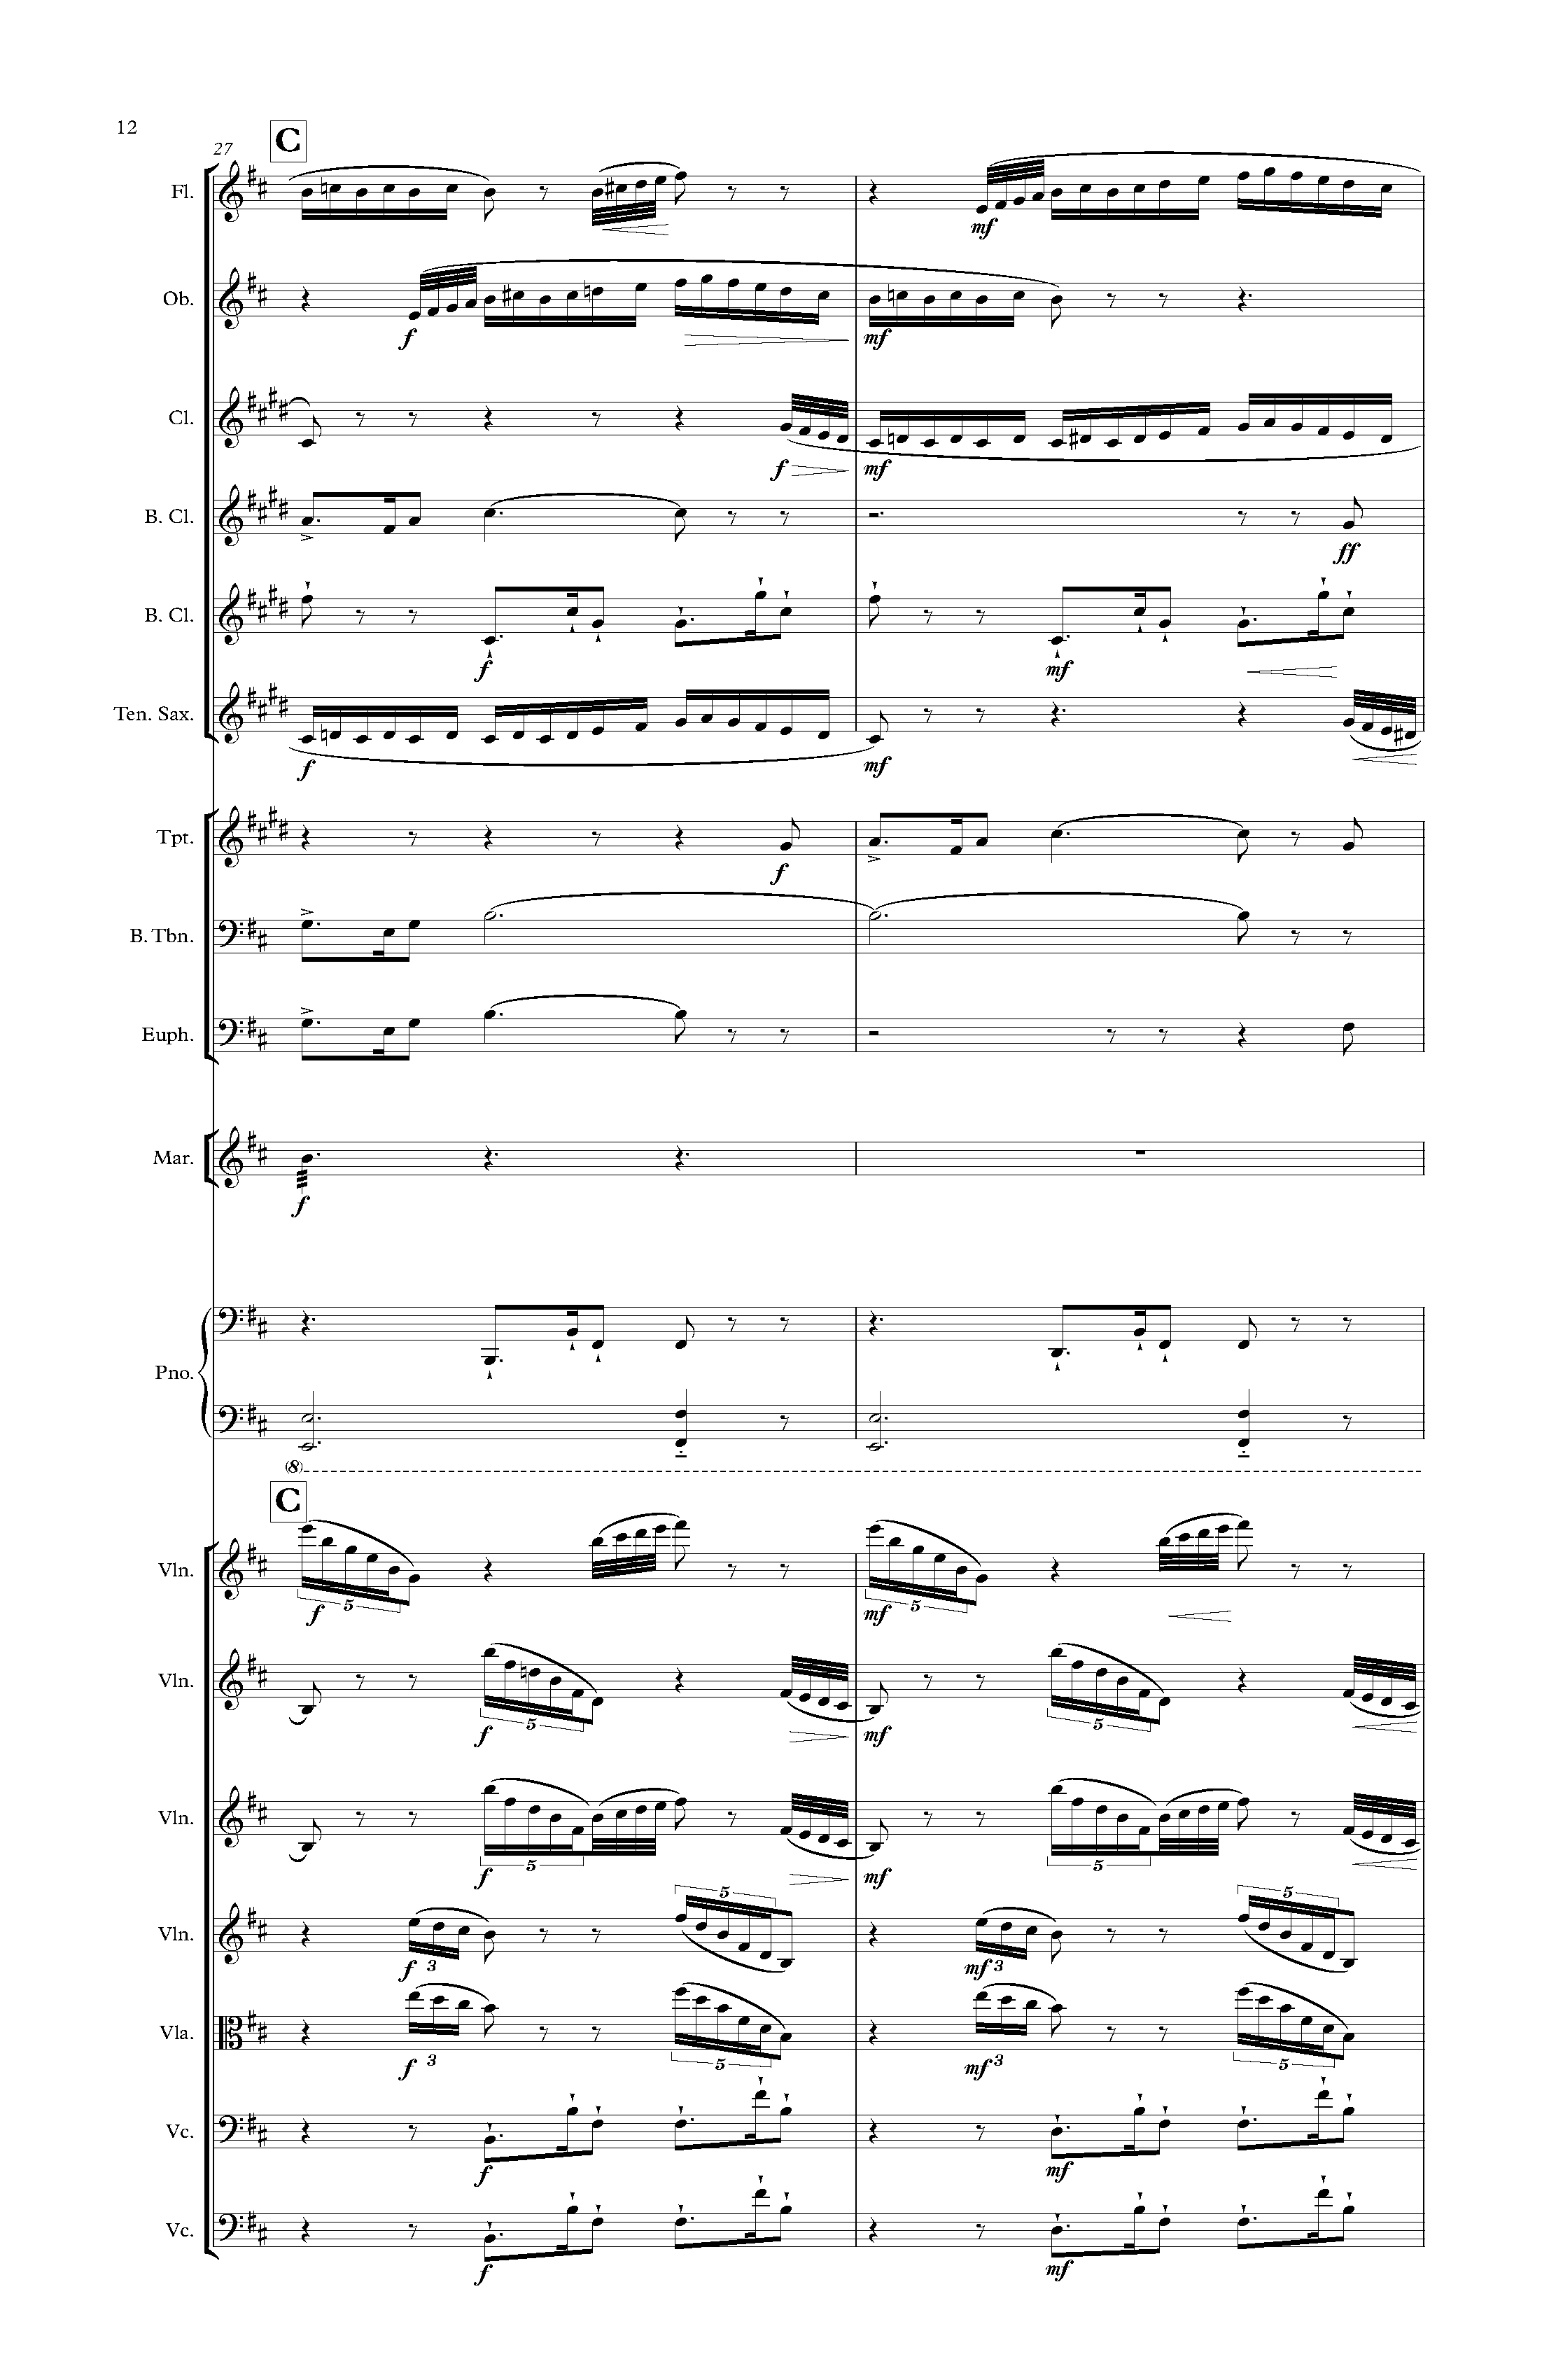 12
27
C
Fl.
mf
Ob.
f
mf
Cl.
f
mf
B. Cl.
ff
B. Cl.
f
mf
Ten. Sax.
f
mf
Tpt.
f
B. Tbn.
Euph.
Mar.
f
Pno.
(8)
C
Vln.
f
5
mf
5
Vln.
f
5
mf
5
Vln.
f
5
mf
5
Vln.
5
5
f 3
mf 3
Vla.
f 3
5
mf 3
5
Vc.
f
mf
Vc.
f
mf